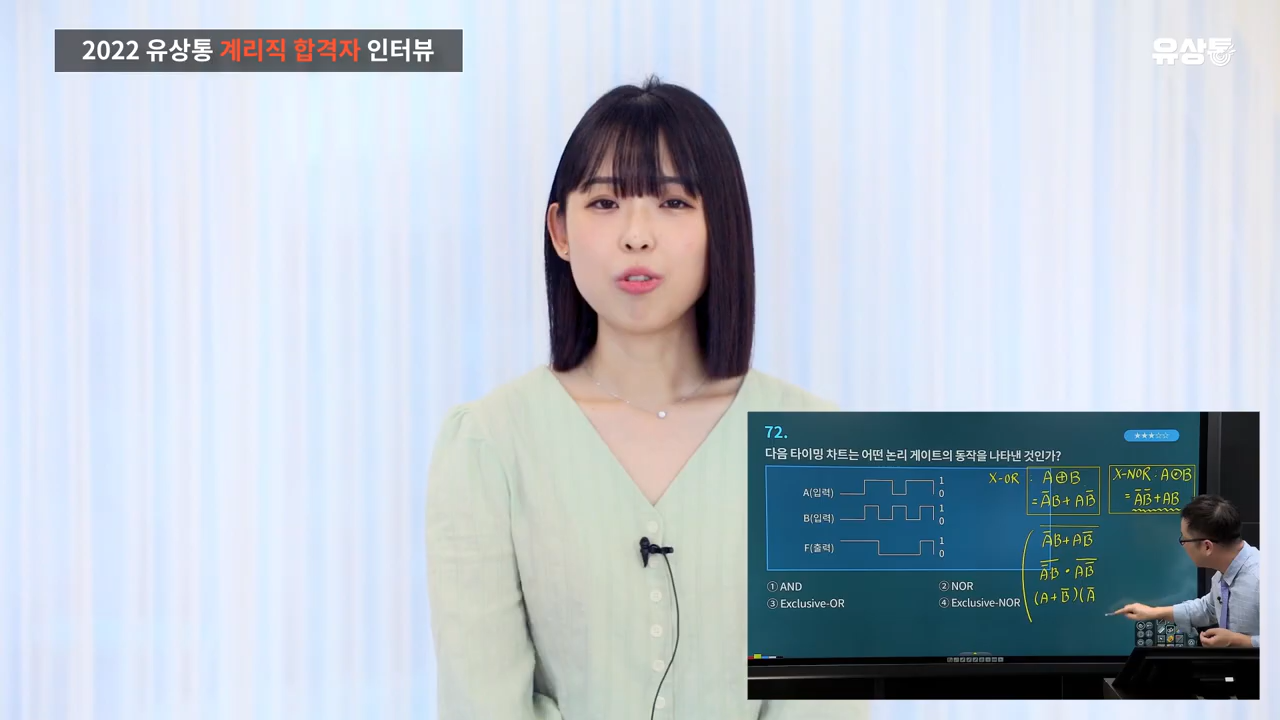 2022 유상통 계리직 합격자 인터뷰
유상통
72.
★★★☆☆
다음 타이밍 차트는 어떤 논리 게이트의 동작을 나타낸 것인가?
A(입력) 1 0
B(입력) 1 0
F(출력) 1 0
① AND ② NOR
③ Exclusive-OR ④ Exclusive-NOR
X-OR · A⊕B
= A̅B + AB̅
X-NOR · A⊙B
= A̅B̅ + AB
A̅B + AB̅
A̅B · AB̅
(A+B̅)(A̅